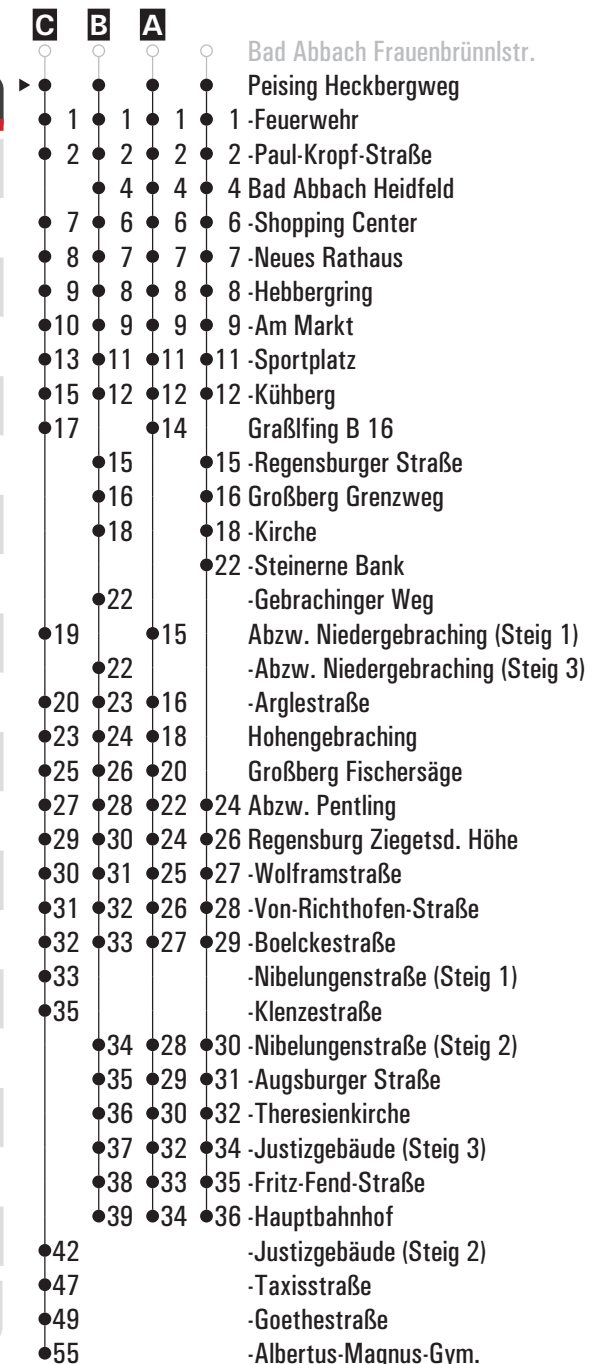 C B A
Bad Abbach Frauenbrünnlstr.
Peising Heckbergweg
1 1 1 1 -Feuerwehr
2 2 2 2 -Paul-Kropf-Straße
4 4 4 Bad Abbach Heidfeld
7 6 6 6 -Shopping Center
8 7 7 7 -Neues Rathaus
9 8 8 8 -Hebbergring
10 9 9 9 -Am Markt
13 11 11 11 -Sportplatz
15 12 12 12 -Kühberg
17 14 Graßlfing B 16
15 15 -Regensburger Straße
16 16 Großberg Grenzweg
18 18 -Kirche
22 -Steinerne Bank
22 -Gebrachinger Weg
19 15 Abzw. Niedergebraching (Steig 1)
22 -Abzw. Niedergebraching (Steig 3)
20 23 16 -Arglestraße
23 24 18 Hohengebraching
25 26 20 Großberg Fischersäge
27 28 22 24 Abzw. Pentling
29 30 24 26 Regensburg Ziegetsd. Höhe
30 31 25 27 -Wolframstraße
31 32 26 28 -Von-Richthofen-Straße
32 33 27 29 -Boelckestraße
33 -Nibelungenstraße (Steig 1)
35 -Klenzestraße
34 28 30 -Nibelungenstraße (Steig 2)
35 29 31 -Augsburger Straße
36 30 32 -Theresienkirche
37 32 34 -Justizgebäude (Steig 3)
38 33 35 -Fritz-Fend-Straße
39 34 36 -Hauptbahnhof
42 -Justizgebäude (Steig 2)
47 -Taxisstraße
49 -Goethestraße
55 -Albertus-Magnus-Gym.